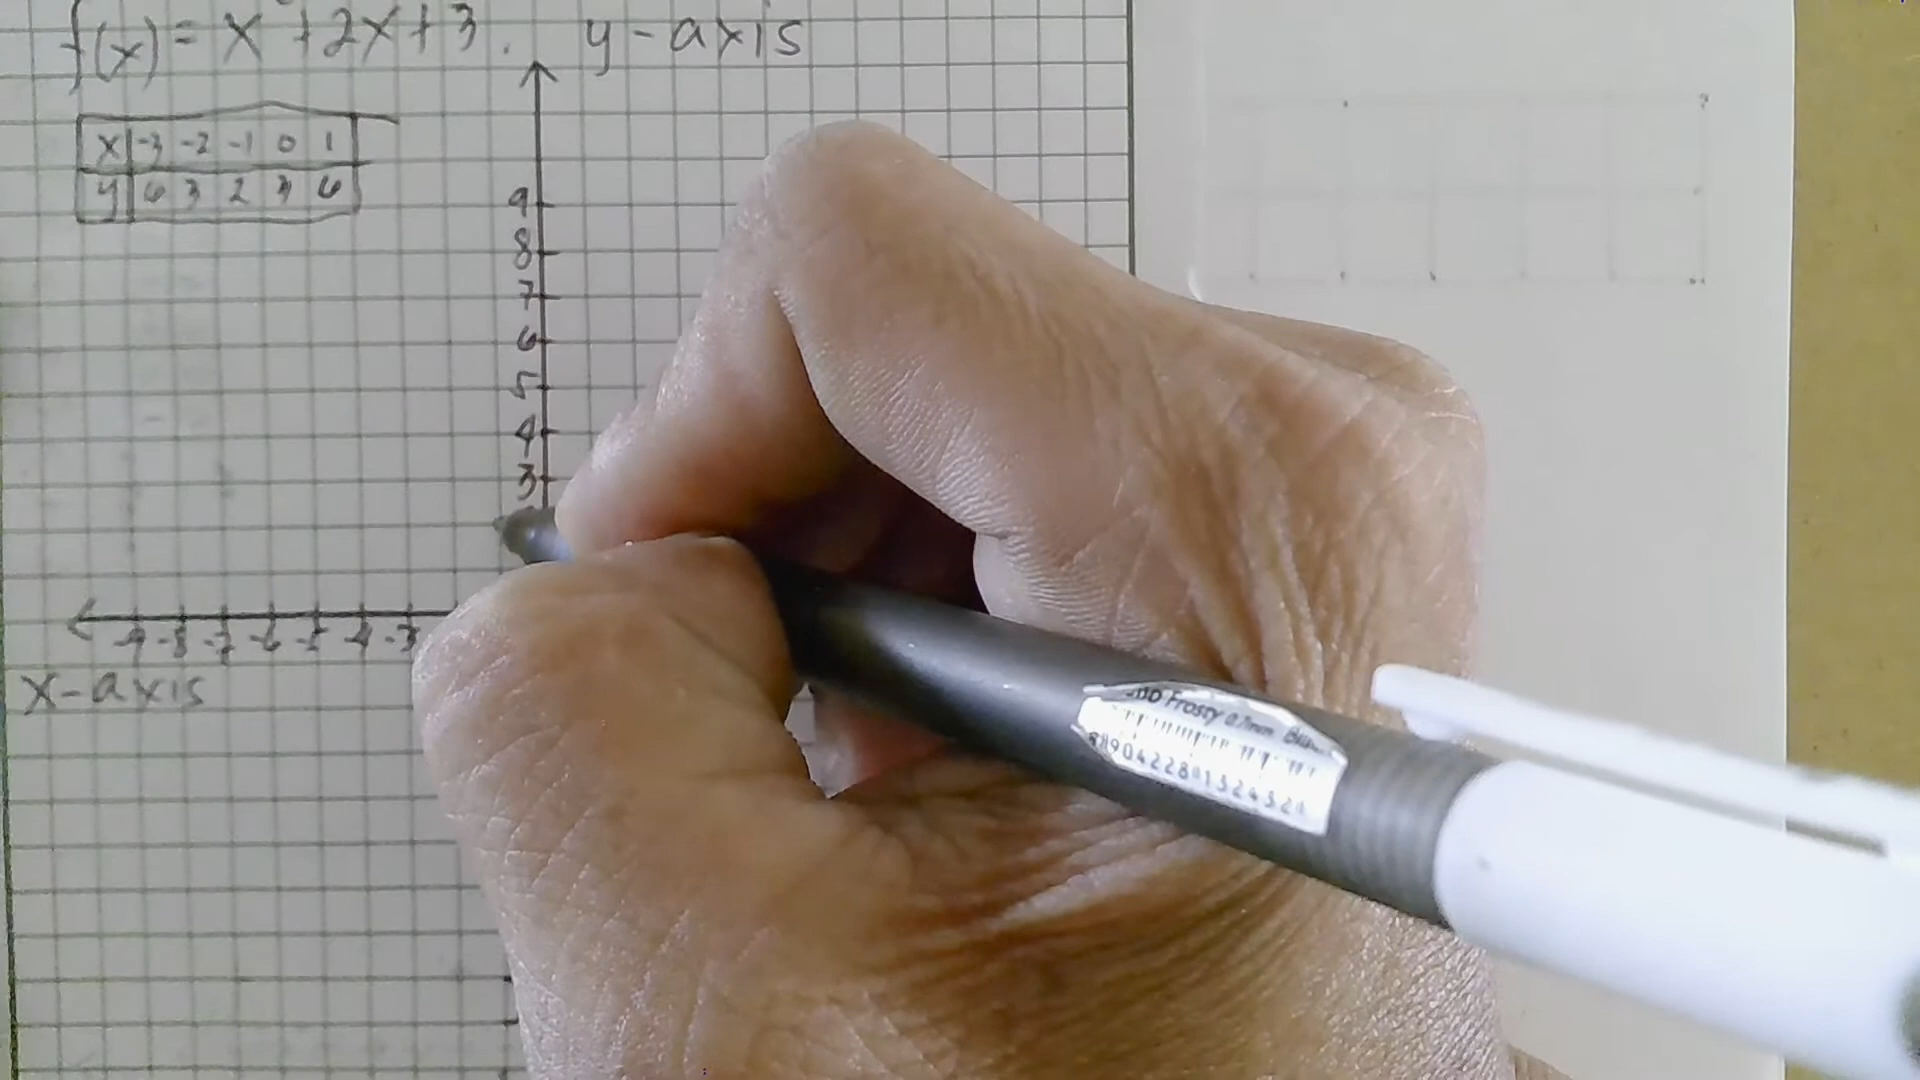 f(x) = x²+2x+3. y-axis
x -3 -2 -1 0 1
y 6 3 2 3 6
9
8
7
6
5
4
3
-9 -8 -7 -6 -5 -4 -3
x-axis
Frosty 0.7mm